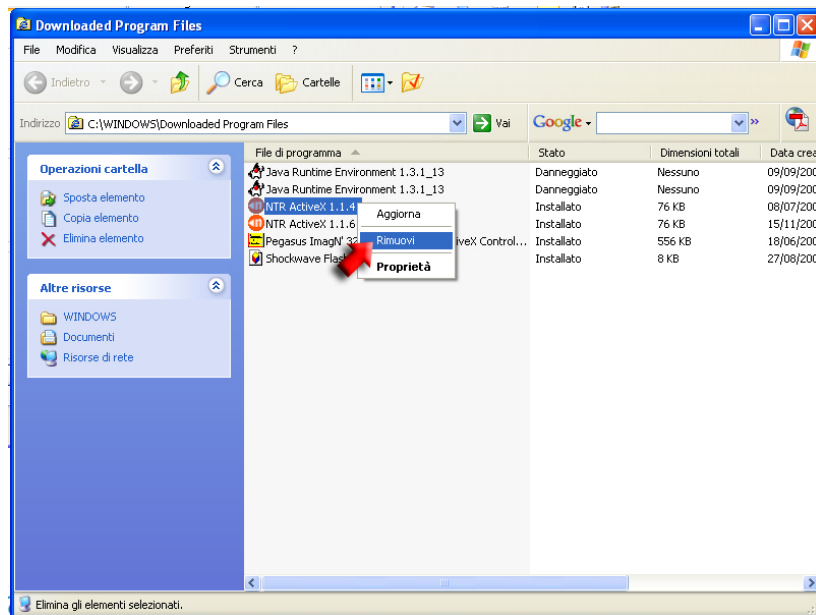 Downloaded Program Files
File Modifica Visualizza Preferiti Strumenti ?
Indietro Cerca Cartelle
Indirizzo C:\WINDOWS\Downloaded Program Files Vai Google
Operazioni cartella
Sposta elemento
Copia elemento
Elimina elemento
Altre risorse
WINDOWS
Documenti
Risorse di rete
File di programma Stato Dimensioni totali Data crea
Java Runtime Environment 1.3.1_13 Danneggiato Nessuno 09/09/200
Java Runtime Environment 1.3.1_13 Danneggiato Nessuno 09/09/200
NTR ActiveX 1.1.4 Installato 76 KB 08/07/200
NTR ActiveX 1.1.6 Installato 76 KB 15/11/200
Pegasus ImagN' 32 iveX Control... Installato 556 KB 18/06/200
Shockwave Flas Installato 8 KB 27/08/200
Aggiorna
Rimuovi
Proprietà
Elimina gli elementi selezionati.